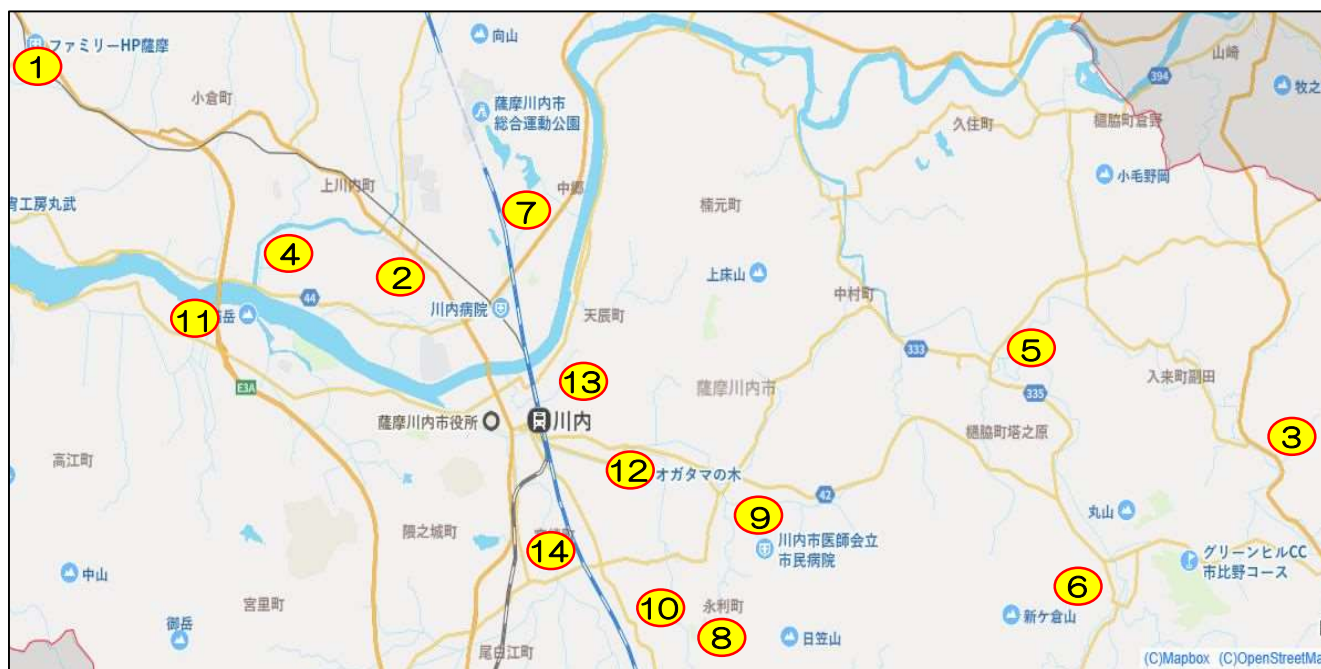 ファミリーHP薩摩
1
向山
山崎
394
牧之
小倉町
薩摩川内市
総合運動公園
久住町
樋脇町倉野
小毛野岡
上川内町
中郷
7
楠元町
工房丸武
4
2
上床山
中村町
44
川内病院
天辰町
11
岳
333
5
E3A
13
薩摩川内市
335
入来町副田
薩摩川内市役所
川内
樋脇町塔之原
3
高江町
12
オガタマの木
42
9
丸山
隈之城町
川内市医師会立
市民病院
14
グリーンヒルCC
市比野コース
中山
6
宮里町
10
永利町
新ケ倉山
御岳
8
日笠山
尾白江町
(C)Mapbox (C)OpenStreetMa